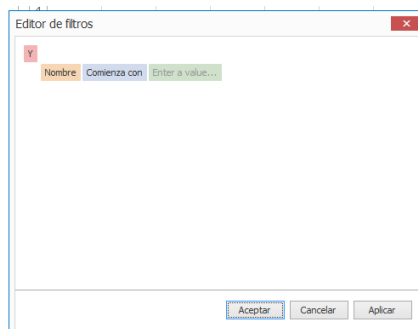 Editor de filtros
Y
Nombre Comienza con Enter a value...
Aceptar Cancelar Aplicar